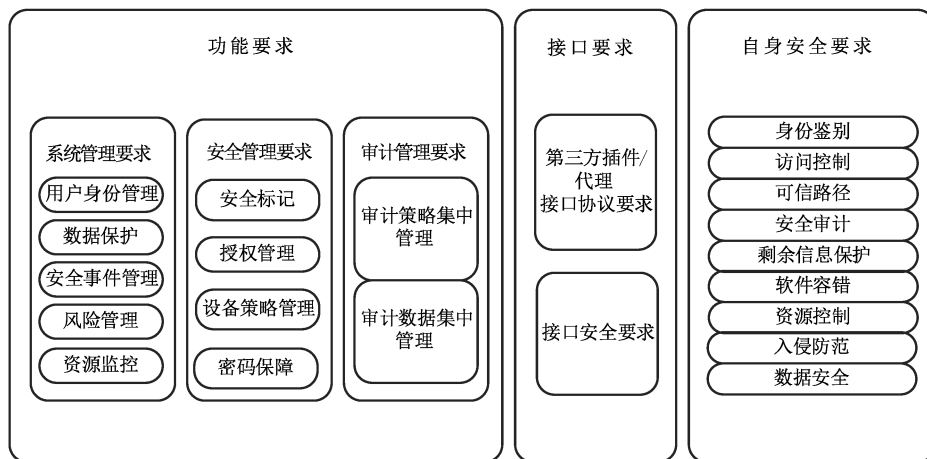 功能要求
系统管理要求
用户身份管理
数据保护
安全事件管理
风险管理
资源监控
安全管理要求
安全标记
授权管理
设备策略管理
密码保障
审计管理要求
审计策略集中
管理
审计数据集中
管理
接口要求
第三方插件/
代理
接口协议要求
接口安全要求
自身安全要求
身份鉴别
访问控制
可信路径
安全审计
剩余信息保护
软件容错
资源控制
入侵防范
数据安全